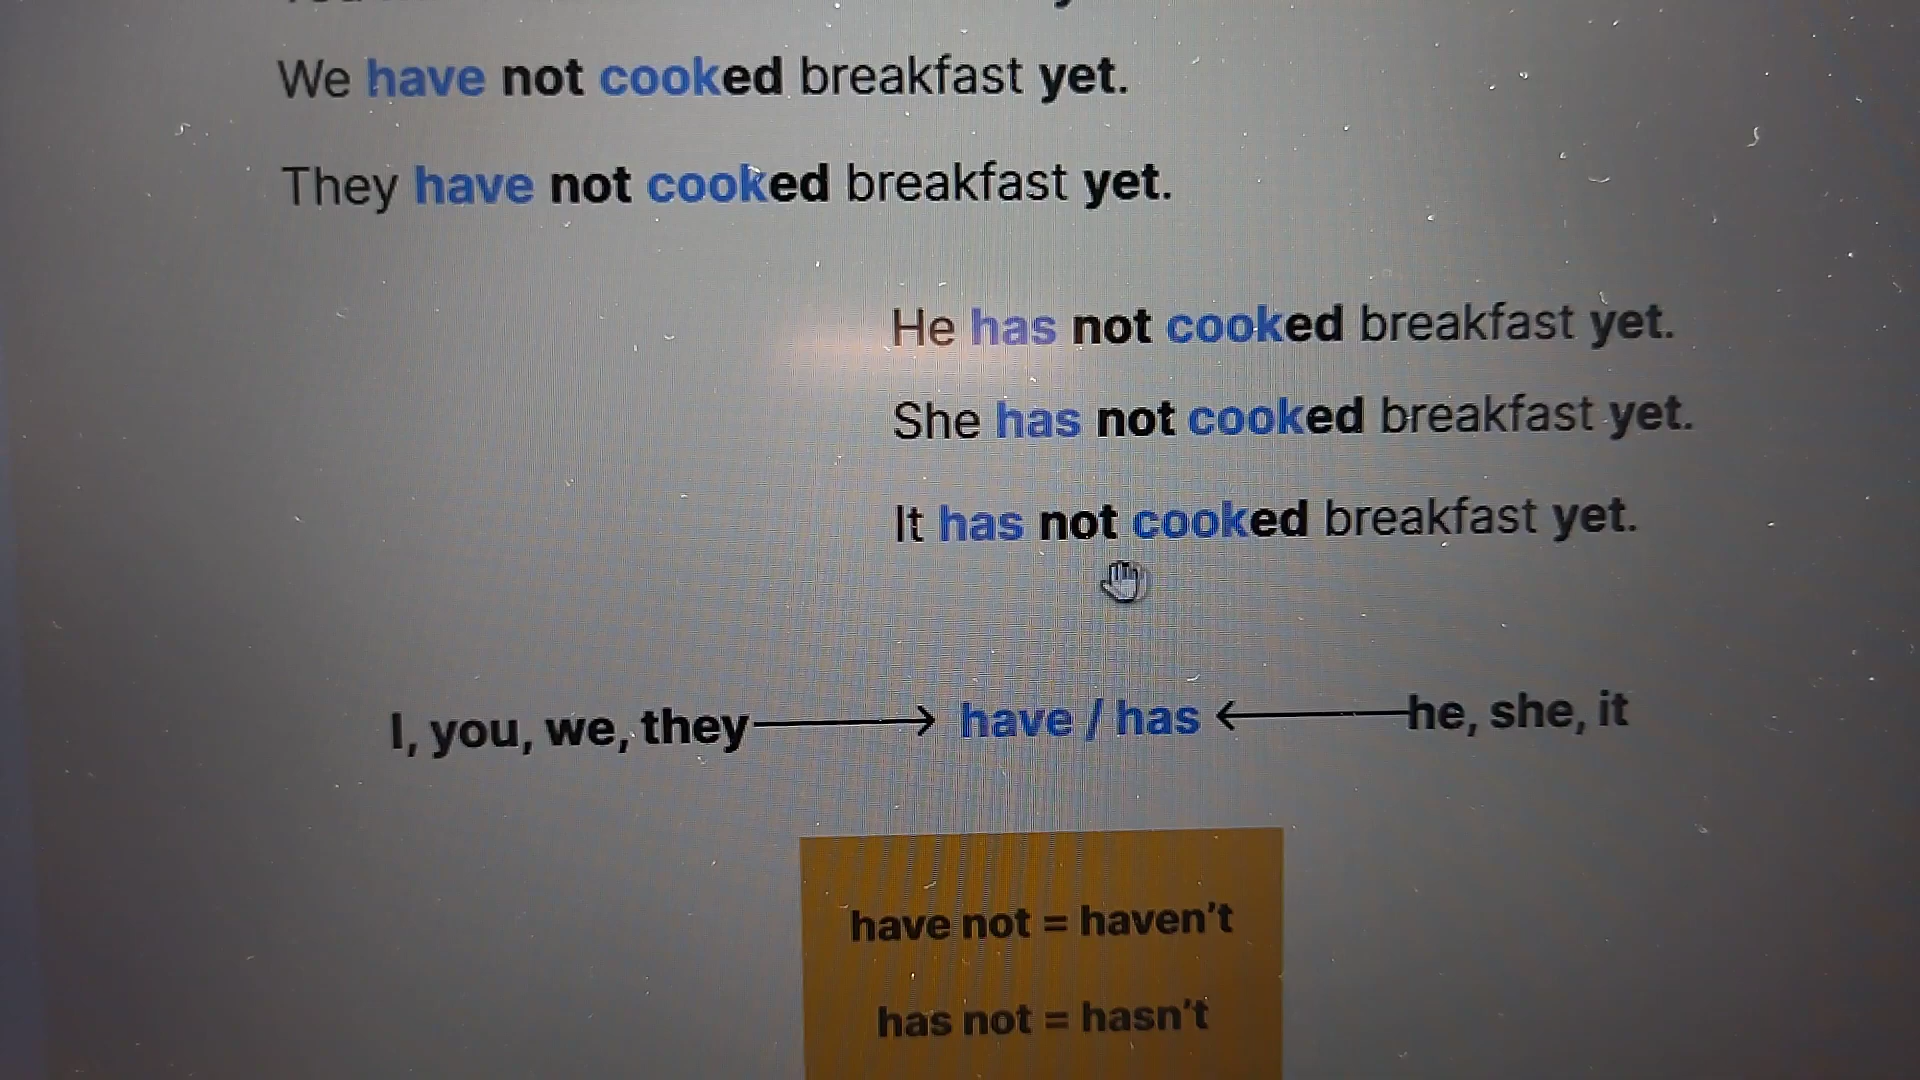 We have not cooked breakfast yet.
They have not cooked breakfast yet.
He has not cooked breakfast yet.
She has not cooked breakfast yet.
It has not cooked breakfast yet.
I, you, we, they → have / has ← he, she, it
have not = haven't
has not = hasn't